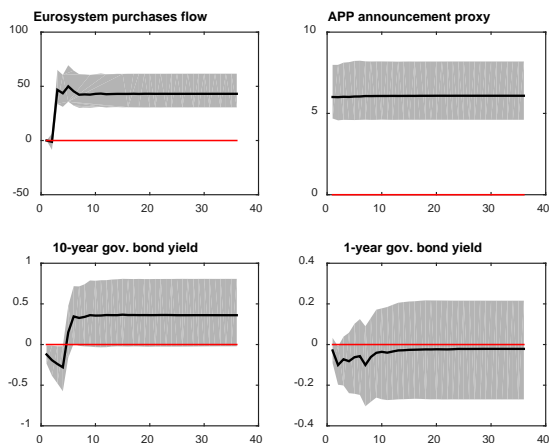 Eurosystem purchases flow
100
50
0
-50
0 10 20 30 40
APP announcement proxy
10
5
0
0 10 20 30 40
10-year gov. bond yield
1
0.5
0
-0.5
-1
0 10 20 30 40
1-year gov. bond yield
0.4
0.2
0
-0.2
-0.4
0 10 20 30 40